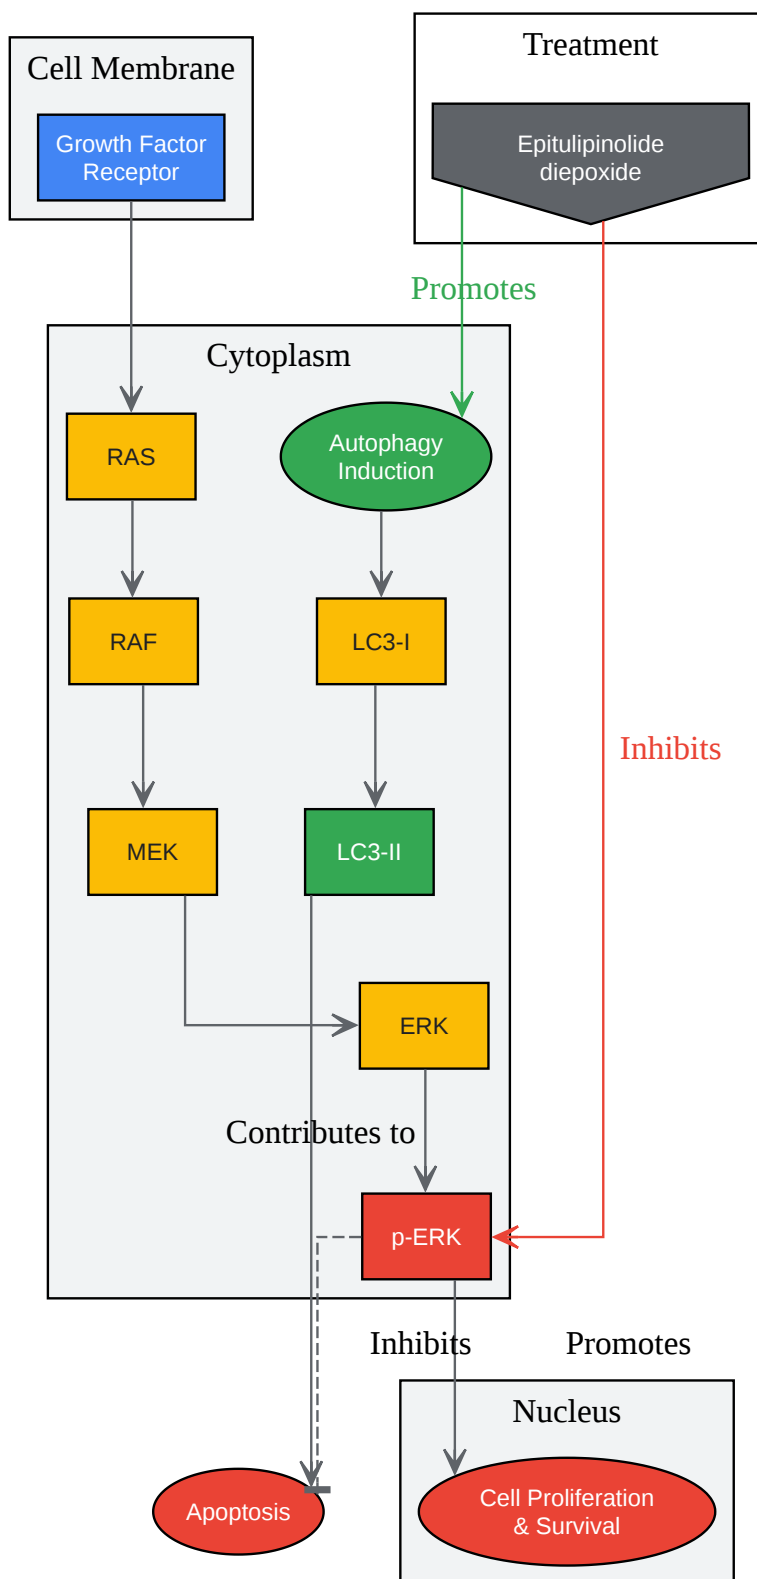 Cell Membrane
Growth Factor
Receptor
Treatment
Epitulipinolide
diepoxide
Promotes
Cytoplasm
RAS
Autophagy
Induction
RAF
LC3-I
Inhibits
MEK
LC3-II
ERK
Contributes to
p-ERK
Inhibits
Promotes
Nucleus
Apoptosis
Cell Proliferation
& Survival